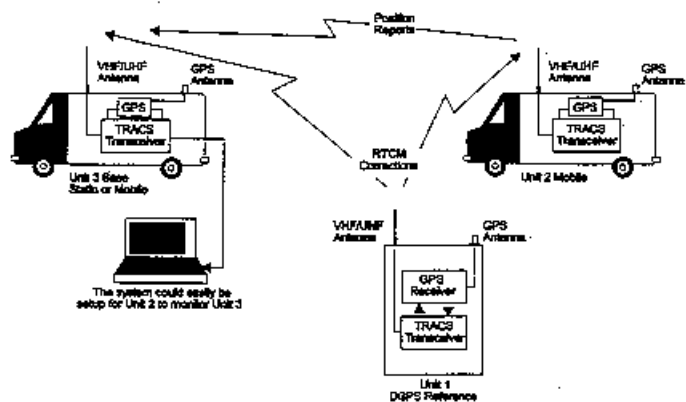 Position
Reports
VHF/UHF
Antenna
GPS
Antenna
GPS
TRACS
Transceiver
Unit 3 Base
Static or Mobile
VHF/UHF
Antenna
GPS
Antenna
GPS
TRACS
Transceiver
Unit 2 Mobile
RTCM
Corrections
The system could easily be
setup for Unit 2 to monitor Unit 3
VHF/UHF
Antenna
GPS
Antenna
GPS
Receiver
TRACS
Transceiver
Unit 1
DGPS Reference